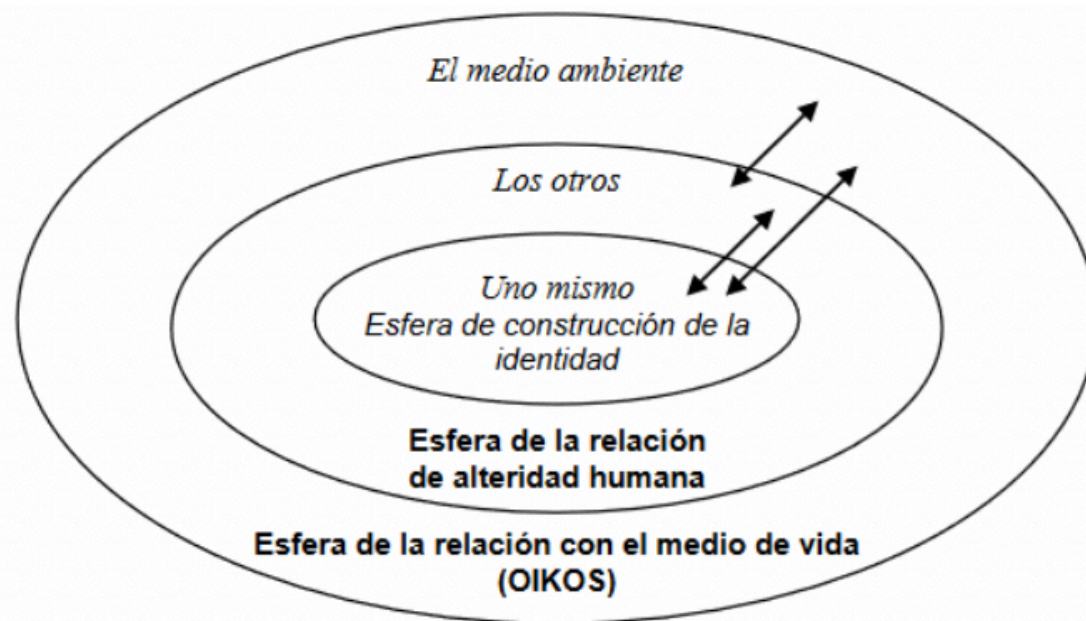 El medio ambiente
Los otros
Uno mismo
Esfera de construcción de la
identidad
Esfera de la relación
de alteridad humana
Esfera de la relación con el medio de vida
(OIKOS)